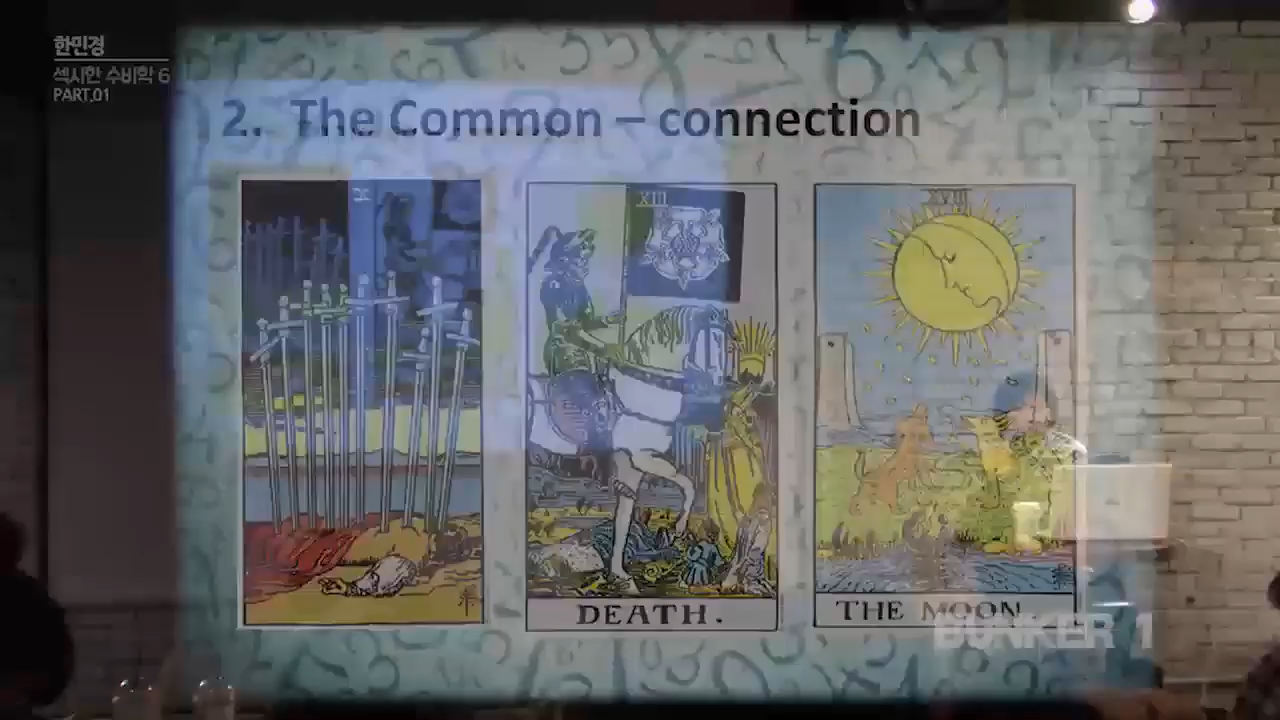 한민경
섹시한 수비학 6
PART.01
2. The Common – connection
X
XIII
XVIII
DEATH.
THE MOON.
BUNKER 1